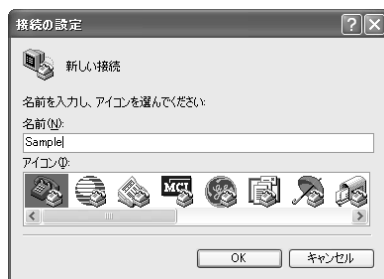 接続の設定
新しい接続
名前を入力し、アイコンを選んでください:
名前(N):
Sample
アイコン(I):
MCI
OK
キャンセル